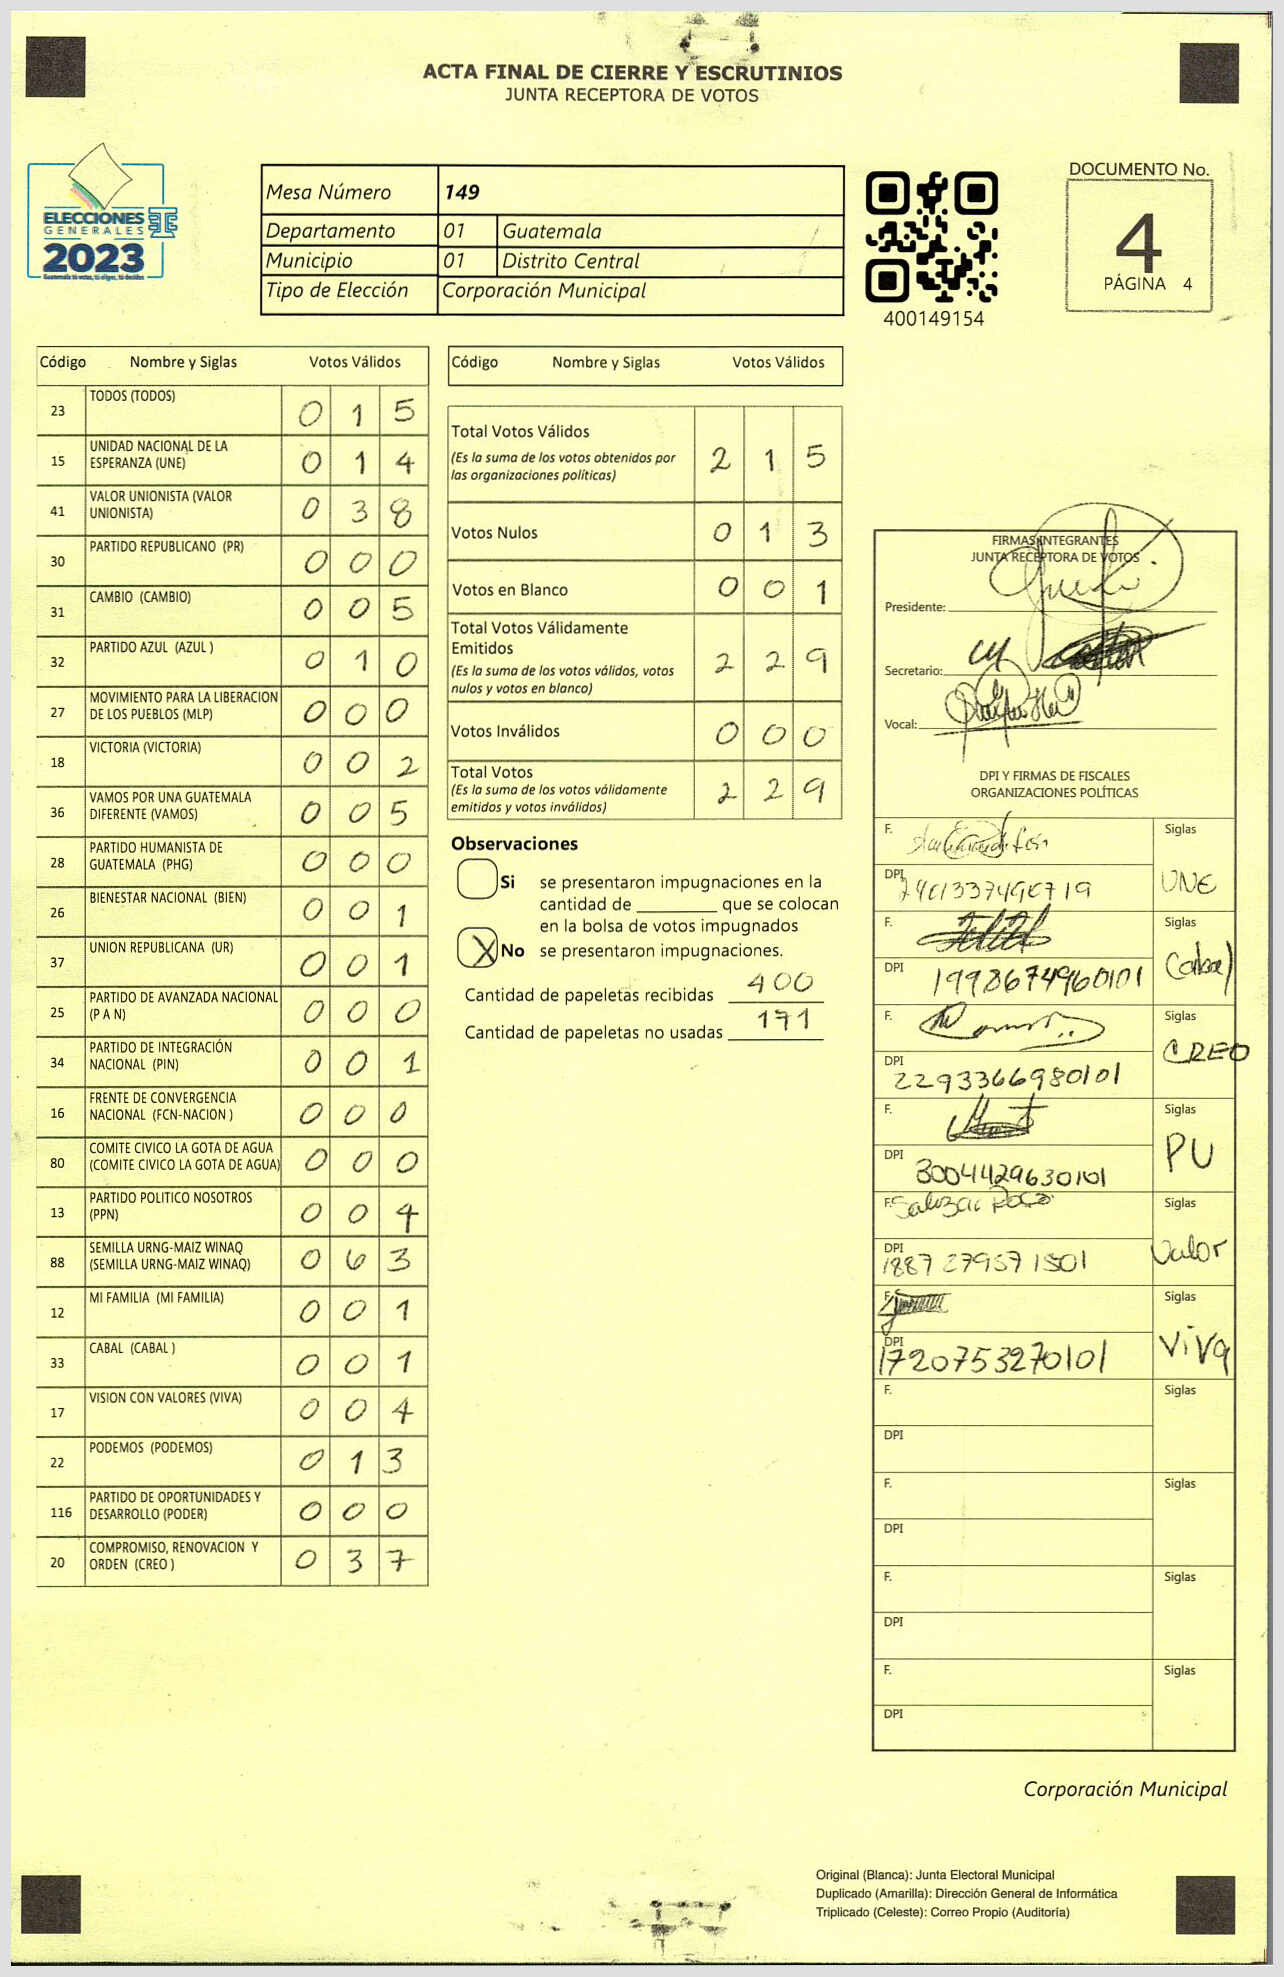 ACTA FINAL DE CIERRE Y ESCRUTINIOS
JUNTA RECEPTORA DE VOTOS
ELECCIONES
GENERALES
2023
Guatemala tú votas, tú eliges, tú decides
Mesa Número 149
Departamento 01 Guatemala
Municipio 01 Distrito Central
Tipo de Elección Corporación Municipal
400149154
DOCUMENTO No.
4
PÁGINA 4
Código Nombre y Siglas Votos Válidos
23 TODOS (TODOS) 0 1 5
15 UNIDAD NACIONAL DE LA
ESPERANZA (UNE) 0 1 4
41 VALOR UNIONISTA (VALOR
UNIONISTA) 0 3 8
30 PARTIDO REPUBLICANO (PR) 0 0 0
31 CAMBIO (CAMBIO) 0 0 5
32 PARTIDO AZUL (AZUL ) 0 1 0
27 MOVIMIENTO PARA LA LIBERACION
DE LOS PUEBLOS (MLP) 0 0 0
18 VICTORIA (VICTORIA) 0 0 2
36 VAMOS POR UNA GUATEMALA
DIFERENTE (VAMOS) 0 0 5
28 PARTIDO HUMANISTA DE
GUATEMALA (PHG) 0 0 0
26 BIENESTAR NACIONAL (BIEN) 0 0 1
37 UNION REPUBLICANA (UR) 0 0 1
25 PARTIDO DE AVANZADA NACIONAL
(P A N) 0 0 0
34 PARTIDO DE INTEGRACIÓN
NACIONAL (PIN) 0 0 1
16 FRENTE DE CONVERGENCIA
NACIONAL (FCN-NACION ) 0 0 0
80 COMITE CIVICO LA GOTA DE AGUA
(COMITE CIVICO LA GOTA DE AGUA) 0 0 0
13 PARTIDO POLITICO NOSOTROS
(PPN) 0 0 4
88 SEMILLA URNG-MAIZ WINAQ
(SEMILLA URNG-MAIZ WINAQ) 0 6 3
12 MI FAMILIA (MI FAMILIA) 0 0 1
33 CABAL (CABAL ) 0 0 1
17 VISION CON VALORES (VIVA) 0 0 4
22 PODEMOS (PODEMOS) 0 1 3
116 PARTIDO DE OPORTUNIDADES Y
DESARROLLO (PODER) 0 0 0
20 COMPROMISO, RENOVACION Y
ORDEN (CREO ) 0 3 7
Código Nombre y Siglas Votos Válidos
Total Votos Válidos
(Es la suma de los votos obtenidos por
las organizaciones políticas) 2 1 5
Votos Nulos 0 1 3
Votos en Blanco 0 0 1
Total Votos Válidamente
Emitidos
(Es la suma de los votos válidos, votos
nulos y votos en blanco) 2 2 9
Votos Inválidos 0 0 0
Total Votos
(Es la suma de los votos válidamente
emitidos y votos inválidos) 2 2 9
Observaciones
Si se presentaron impugnaciones en la
cantidad de ________ que se colocan
en la bolsa de votos impugnados
X No se presentaron impugnaciones.
Cantidad de papeletas recibidas 400
Cantidad de papeletas no usadas 171
FIRMAS INTEGRANTES
JUNTA RECEPTORA DE VOTOS
Presidente:
Secretario:
Vocal:
DPI Y FIRMAS DE FISCALES
ORGANIZACIONES POLÍTICAS
F. Siglas
DPI UNE
F. Siglas
DPI 1998674960101 Cabal
F. Siglas
DPI 2293366980101 CREO
F. Siglas
DPI 3004429630101 PU
F. Siglas
DPI 1887279571501 Valor
F. Siglas
DPI 1720753270101 Viva
F. Siglas
DPI
F. Siglas
DPI
F. Siglas
DPI
F. Siglas
DPI
Corporación Municipal
Original (Blanca): Junta Electoral Municipal
Duplicado (Amarilla): Dirección General de Informática
Triplicado (Celeste): Correo Propio (Auditoría)